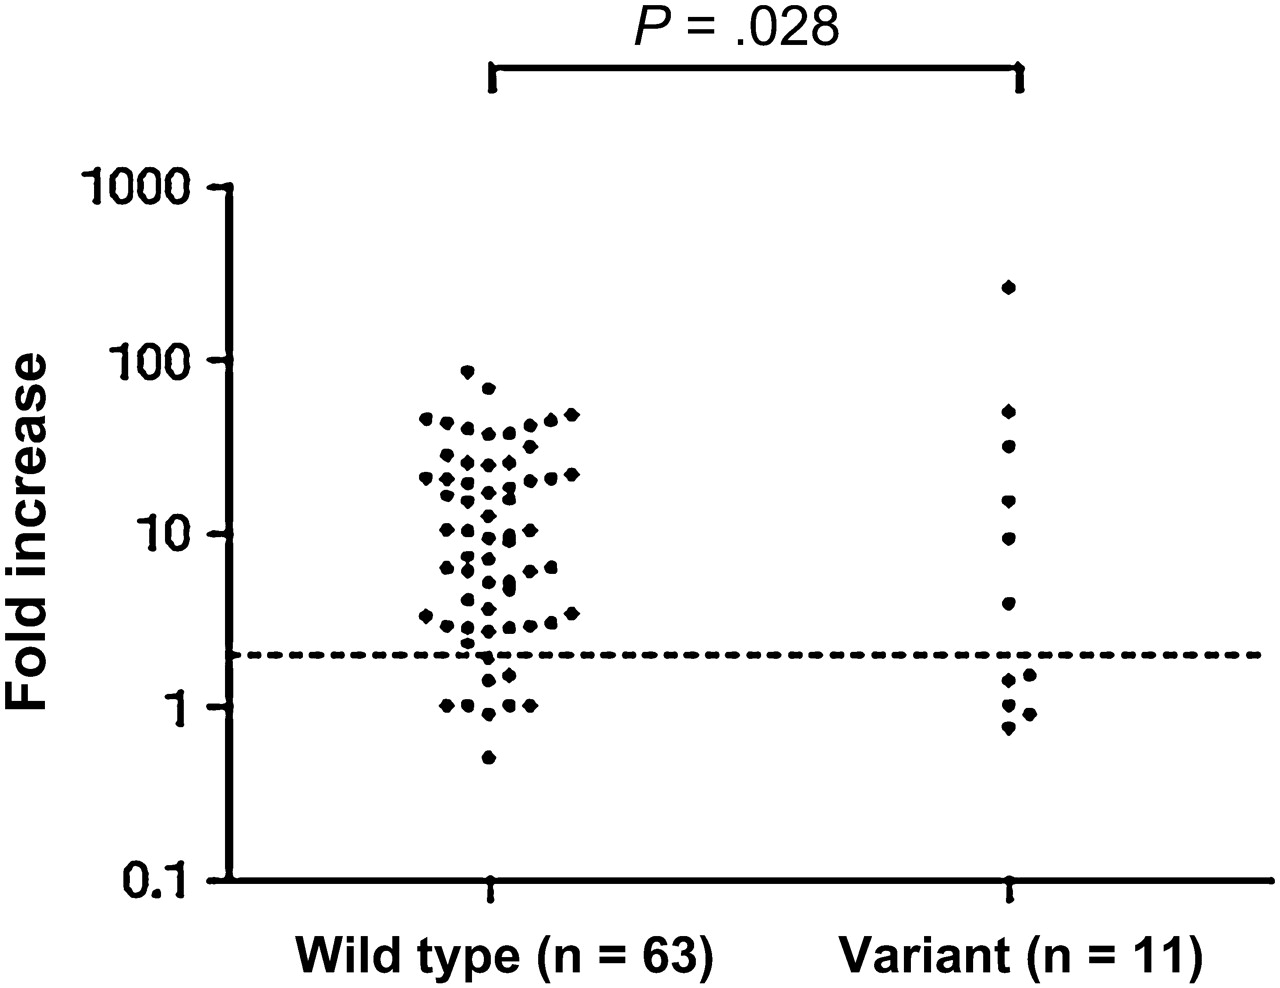 P = .028
1000
100
10
1
0.1
Fold increase
Wild type (n = 63)
Variant (n = 11)